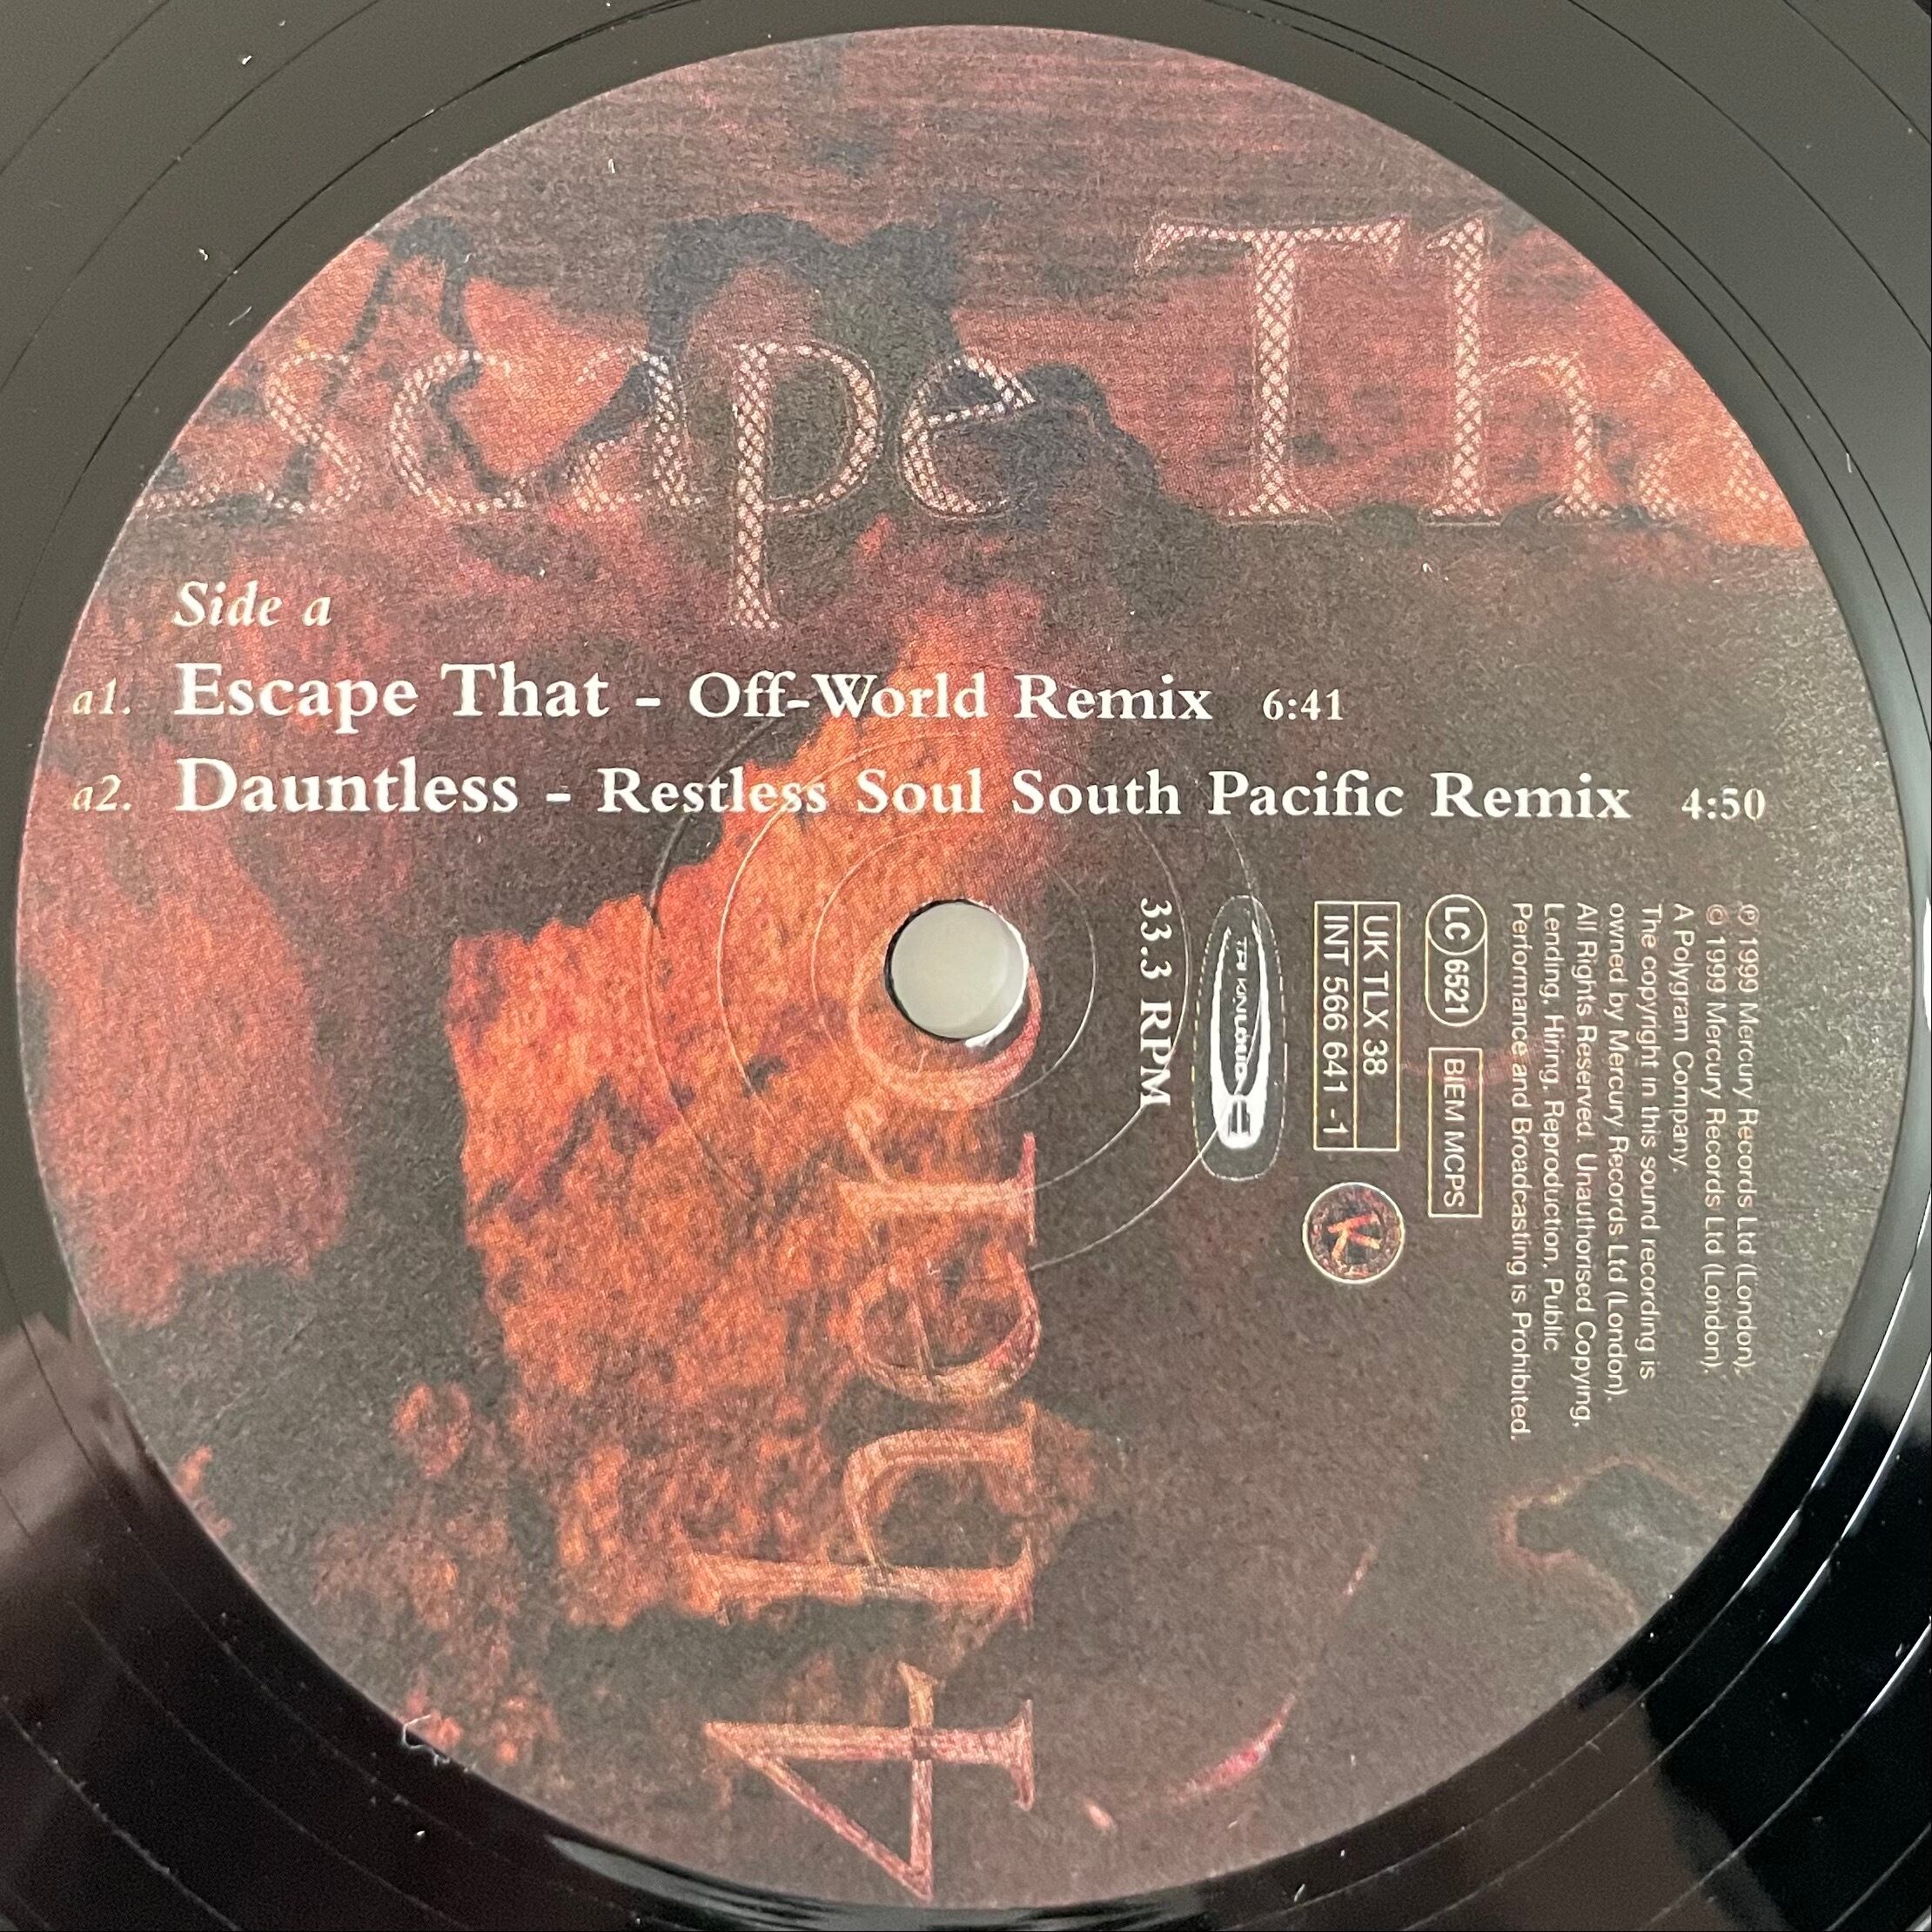 scape Tha
Side a
a1. Escape That - Off-World Remix 6:41
a2. Dauntless - Restless Soul South Pacific Remix 4:50
4hero
33.3 RPM
UK TLX 38
INT 566 641 -1
K
LC 6521
BIEM MCPS
℗ 1999 Mercury Records Ltd (London).
© 1999 Mercury Records Ltd (London).
A Polygram Company.
The copyright in this sound recording is
owned by Mercury Records Ltd (London).
All Rights Reserved. Unauthorised Copying,
Lending, Hiring, Reproduction, Public
Performance and Broadcasting is Prohibited.